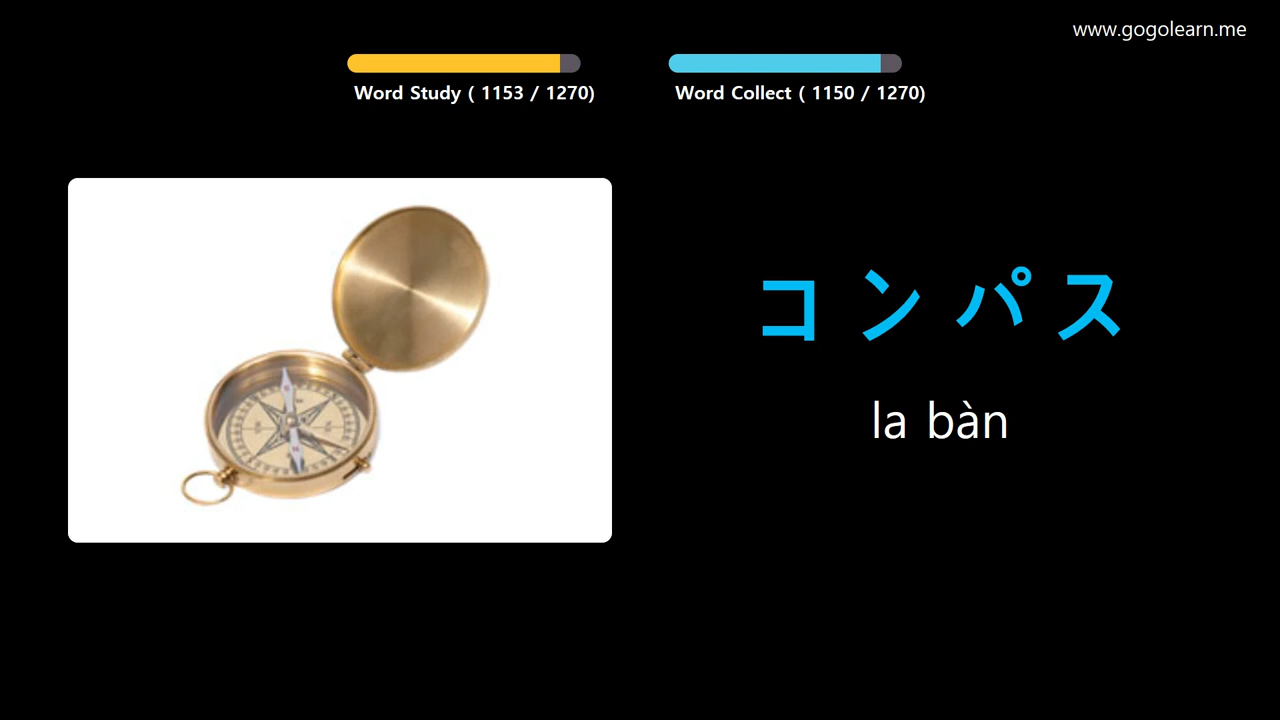 www.gogolearn.me
Word Study ( 1153 / 1270)
Word Collect ( 1150 / 1270)
コンパス
la bàn